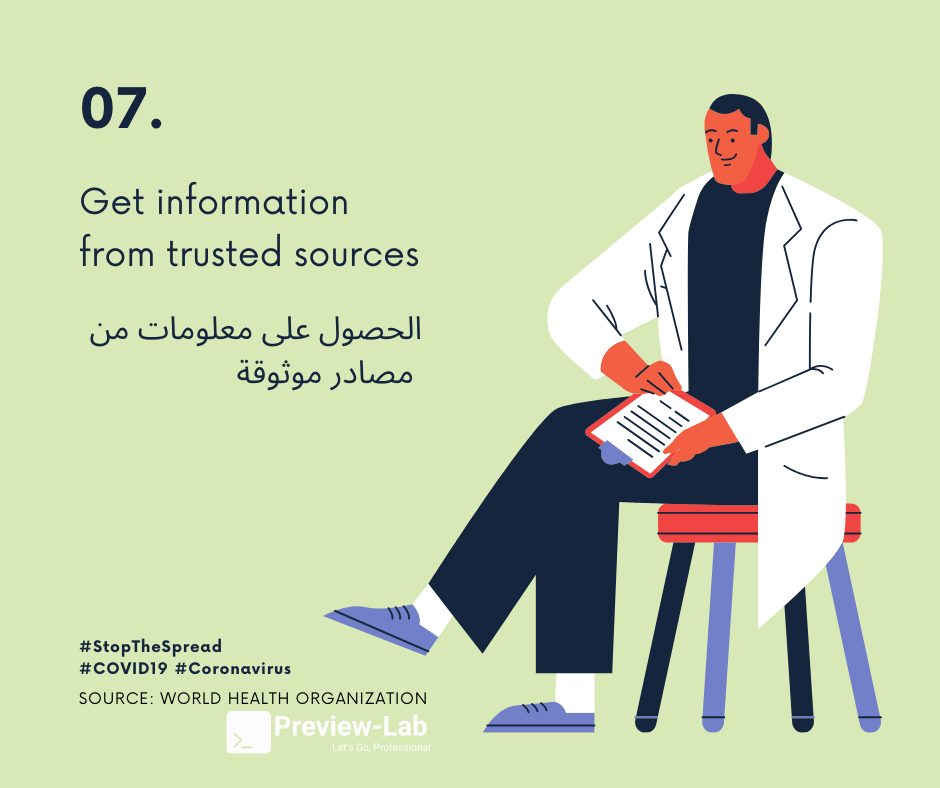 07.
Get information
from trusted sources
الحصول على معلومات من
مصادر موثوقة
#StopTheSpread
#COVID19 #Coronavirus
SOURCE: WORLD HEALTH ORGANIZATION
Preview-Lab
Let's Go, Professional